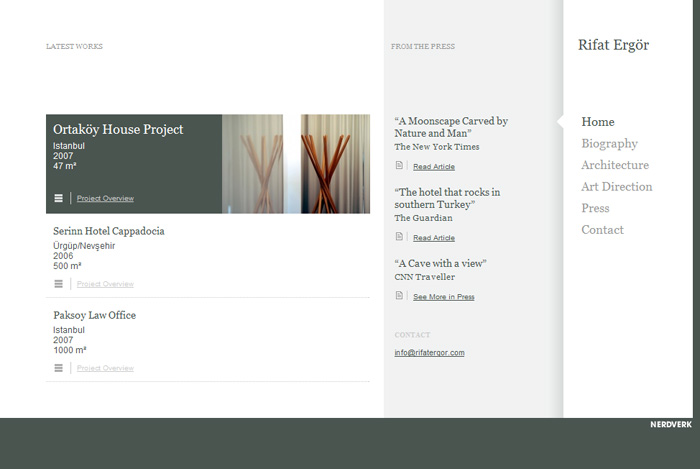 LATEST WORKS
Ortaköy House Project
Istanbul
2007
47 m²
Project Overview
Serinn Hotel Cappadocia
Ürgüp/Nevşehir
2006
500 m²
Project Overview
Paksoy Law Office
Istanbul
2007
1000 m²
Project Overview
FROM THE PRESS
“A Moonscape Carved by
Nature and Man”
The New York Times
Read Article
“The hotel that rocks in
southern Turkey”
The Guardian
Read Article
“A Cave with a view”
CNN Traveller
See More in Press
CONTACT
info@rifatergor.com
Rifat Ergör
Home
Biography
Architecture
Art Direction
Press
Contact
NERDVERK